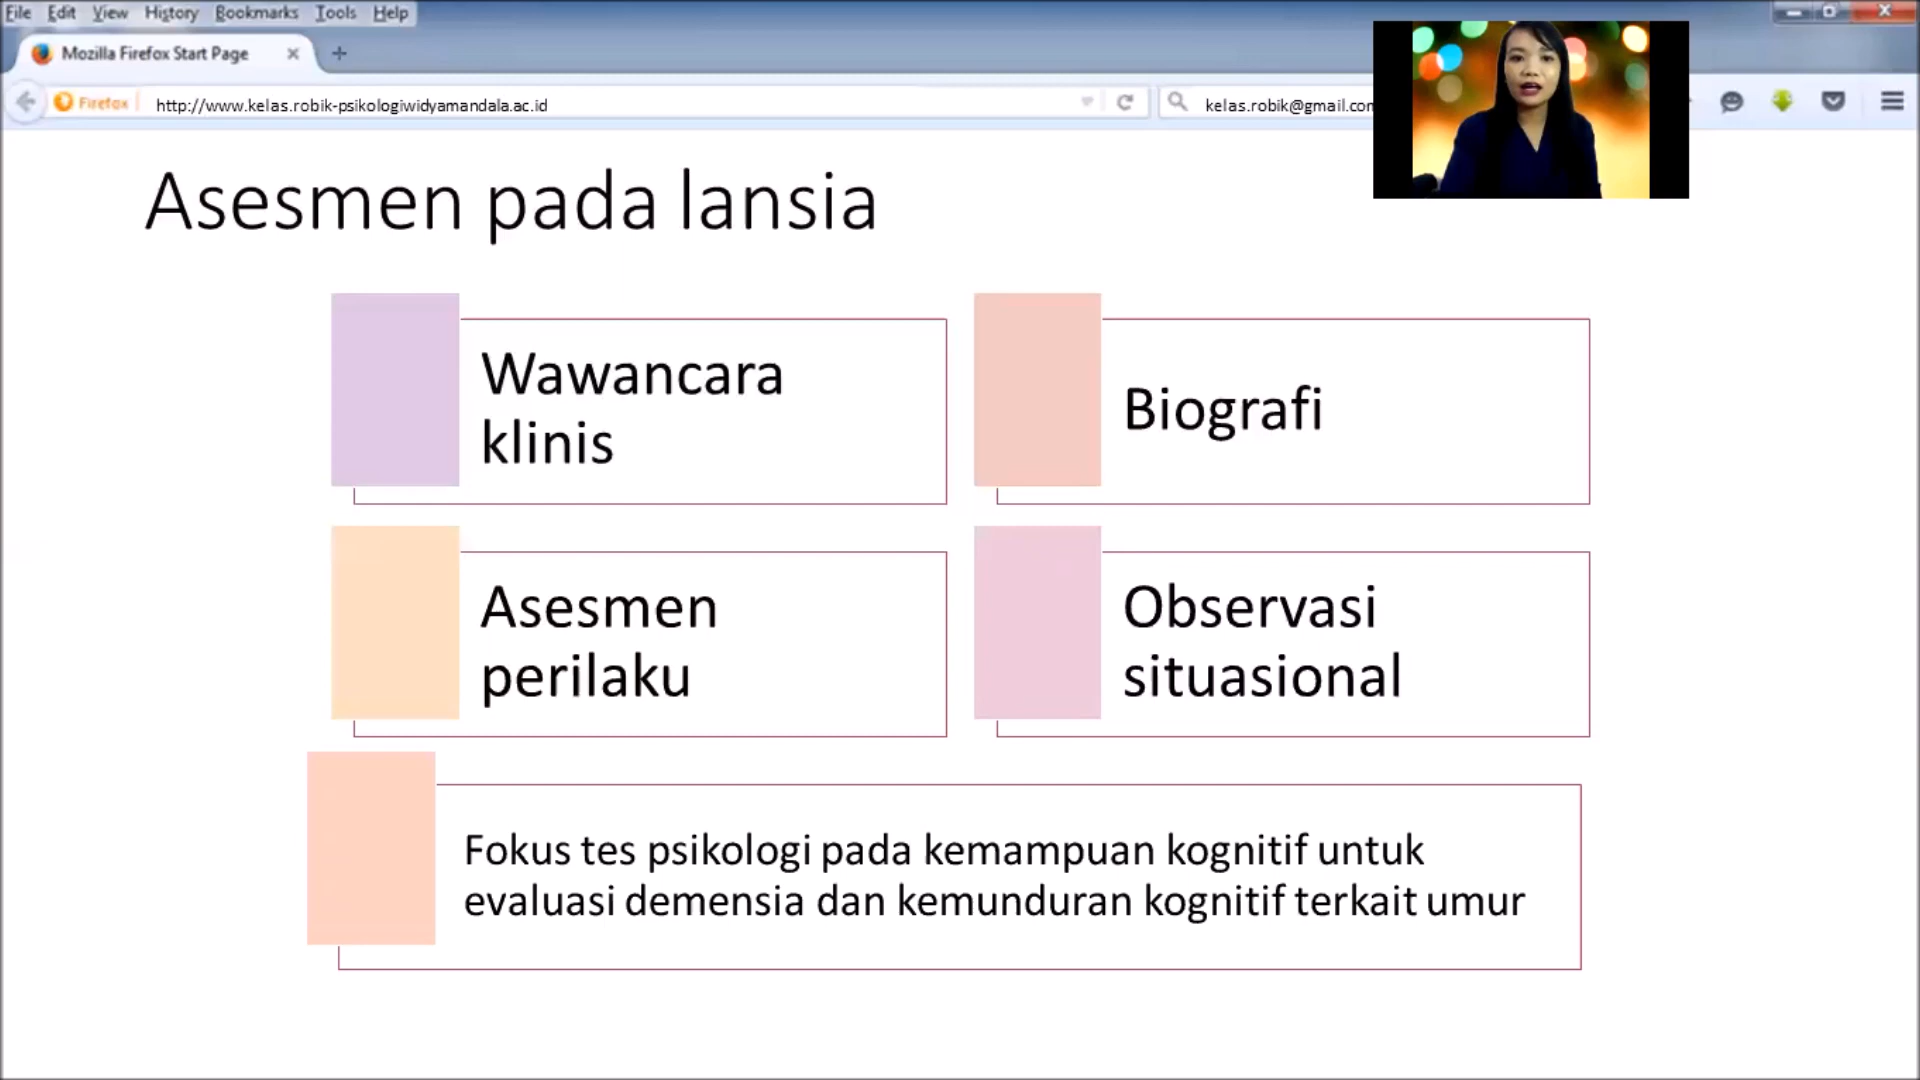 File Edit View History Bookmarks Tools Help
Mozilla Firefox Start Page
Firefox http://www.kelas.robik-psikologiwidyamandala.ac.id kelas.robik@gmail.com
Asesmen pada lansia
Wawancara
klinis
Biografi
Asesmen
perilaku
Observasi
situasional
Fokus tes psikologi pada kemampuan kognitif untuk
evaluasi demensia dan kemunduran kognitif terkait umur